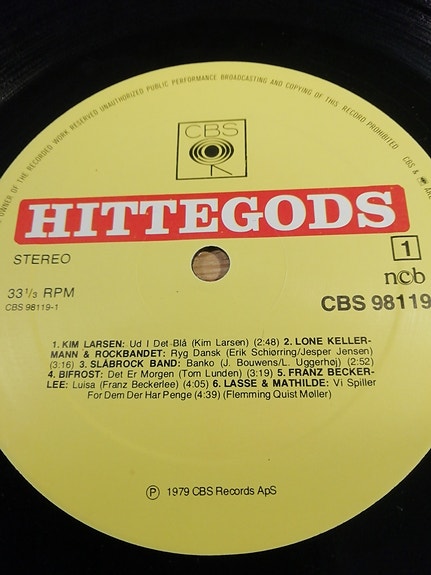 OWNER OF THE RECORDED WORK RESERVED UNAUTHORIZED PUBLIC PERFORMANCE BROADCASTING AND COPYING OF THIS RECORD PROHIBITED CBS &
CBS
HITTEGODS
STEREO
1
33 1/3 RPM
ncb
CBS 98119-1
CBS 98119
1. KIM LARSEN: Ud I Det Blå (Kim Larsen) (2:48) 2. LONE KELLER-
MANN & ROCKBANDET: Ryg Dansk (Erik Schiørring/Jesper Jensen)
(3:16) 3. SLÅBROCK BAND: Banko (J. Bouwens/L. Uggerhøj) (2:52)
4. BIFROST: Det Er Morgen (Tom Lunden) (3:19) 5. FRANZ BECKER-
LEE: Luisa (Franz Beckerlee) (4:05) 6. LASSE & MATHILDE: Vi Spiller
For Dem Der Har Penge (4:39) (Flemming Quist Møller)
Ⓟ 1979 CBS Records ApS